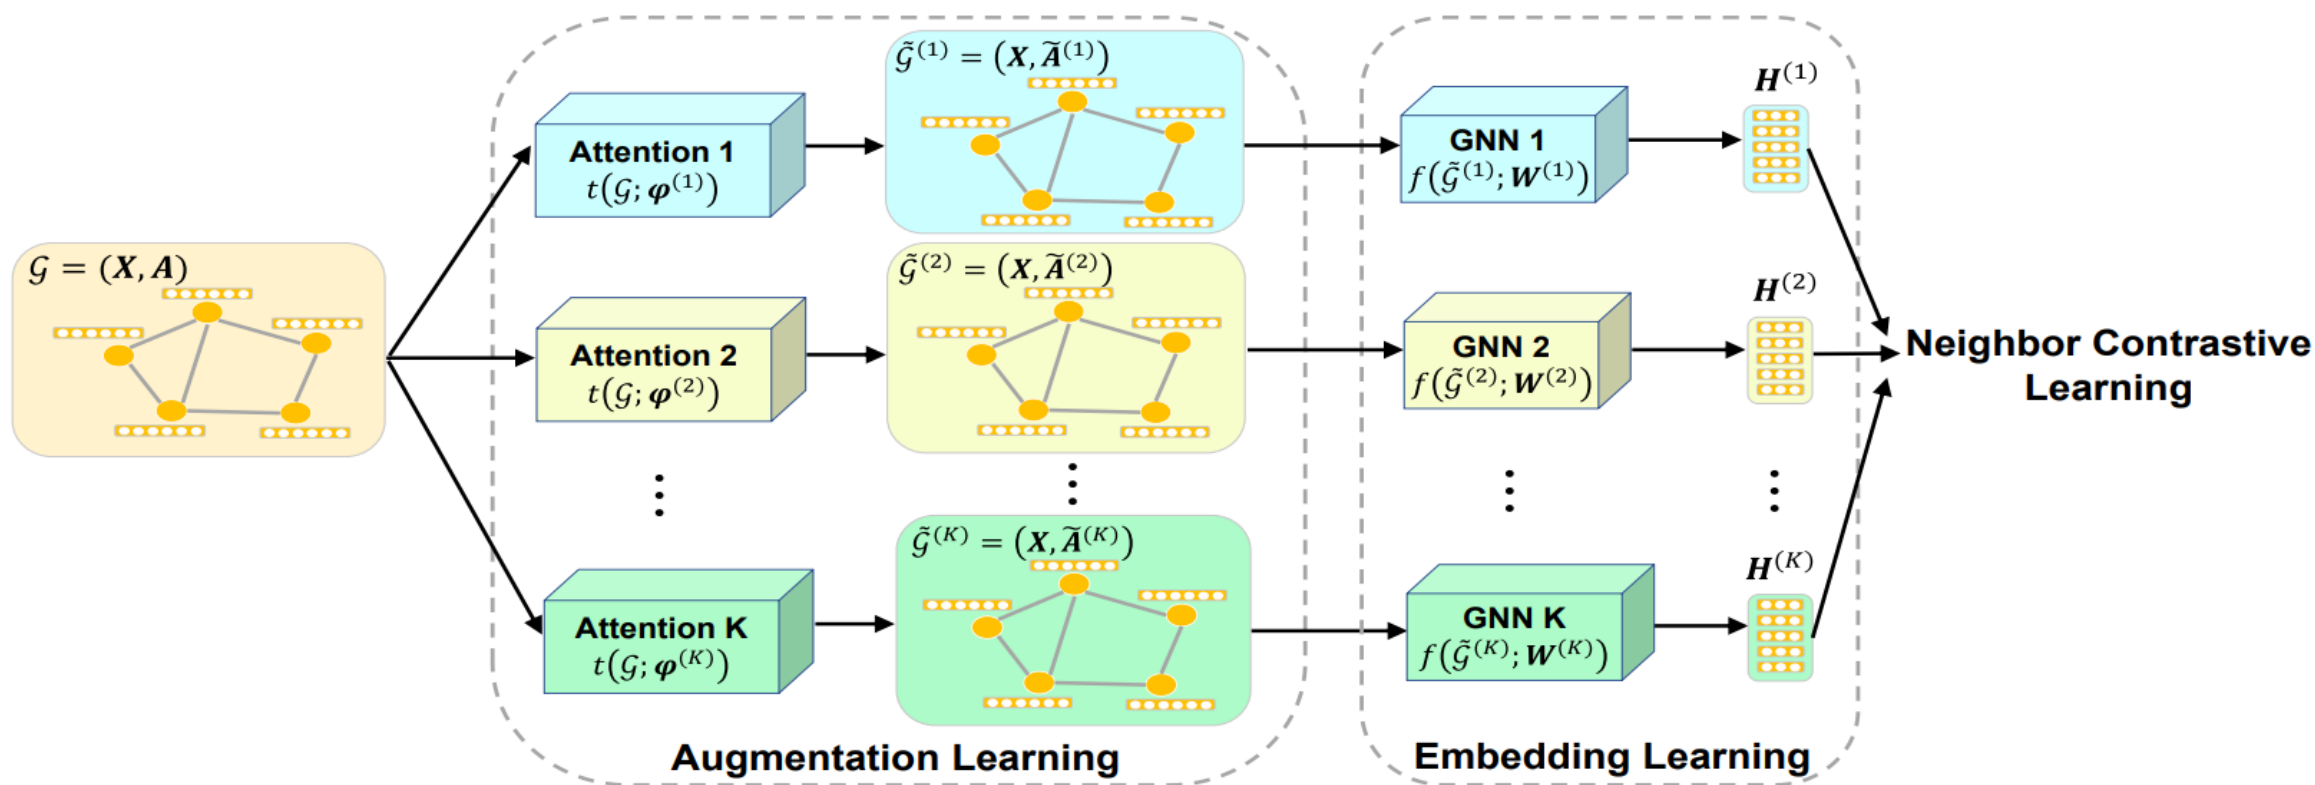 𝒢 = (X, A)
Attention 1
t(𝒢; φ⁽¹⁾)
𝒢̃⁽¹⁾ = (X, Ã⁽¹⁾)
GNN 1
f(𝒢̃⁽¹⁾; W⁽¹⁾)
H⁽¹⁾
Attention 2
t(𝒢; φ⁽²⁾)
𝒢̃⁽²⁾ = (X, Ã⁽²⁾)
GNN 2
f(𝒢̃⁽²⁾; W⁽²⁾)
H⁽²⁾
Attention K
t(𝒢; φ⁽ᴷ⁾)
𝒢̃⁽ᴷ⁾ = (X, Ã⁽ᴷ⁾)
GNN K
f(𝒢̃⁽ᴷ⁾; W⁽ᴷ⁾)
H⁽ᴷ⁾
Neighbor Contrastive
Learning
Augmentation Learning
Embedding Learning